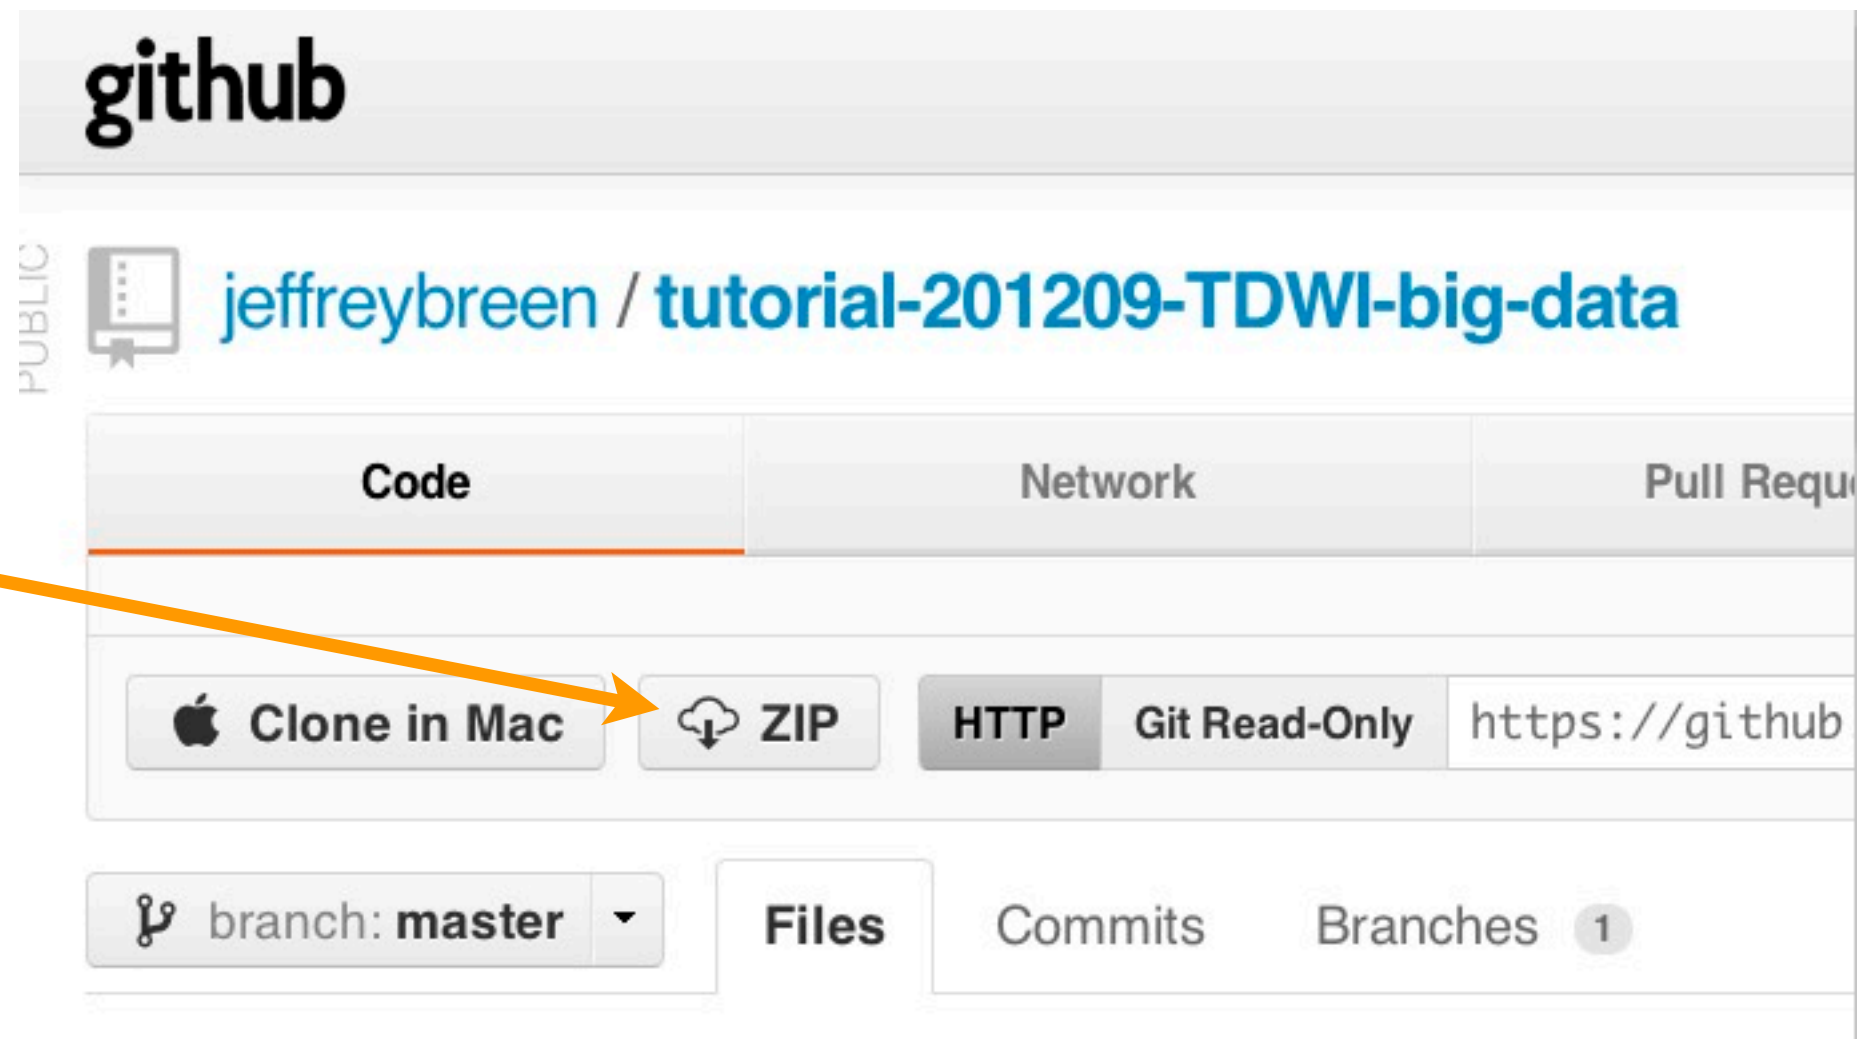 github
PUBLIC
jeffreybreen / tutorial-201209-TDWI-big-data
Code Network Pull Requ
Clone in Mac ZIP HTTP Git Read-Only https://github
branch: master Files Commits Branches 1